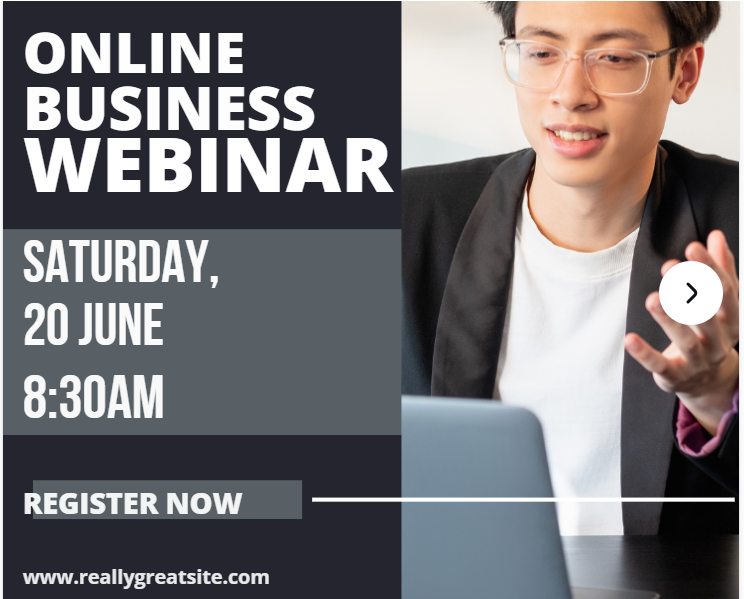 ONLINE
BUSINESS
WEBINAR
SATURDAY,
20 JUNE
8:30AM
REGISTER NOW
www.reallygreatsite.com